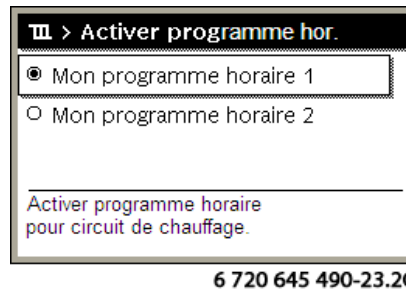 > Activer programme hor.
Mon programme horaire 1
Mon programme horaire 2
Activer programme horaire
pour circuit de chauffage.
6 720 645 490-23.2O